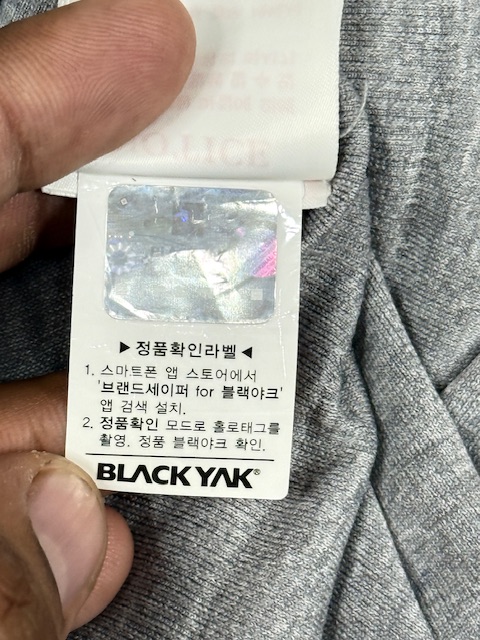 ▶정품확인라벨◀
1. 스마트폰 앱 스토어에서
'브랜드세이퍼 for 블랙야크'
앱 검색 설치.
2. 정품확인 모드로 홀로태그를
촬영. 정품 블랙야크 확인.
BLACKYAK®